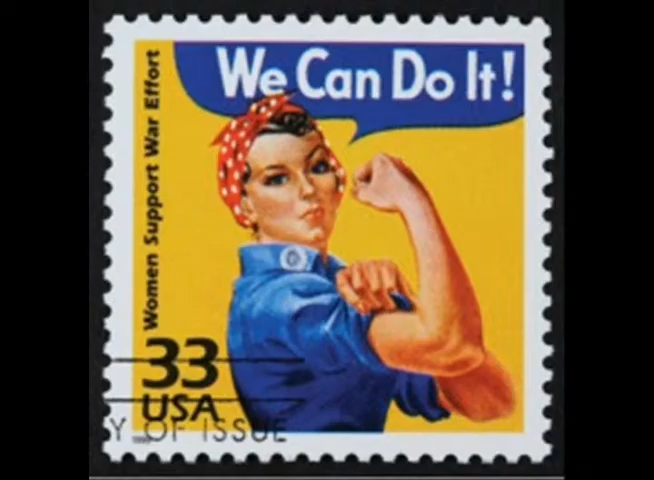 We Can Do It!
Women Support War Effort
33
USA
Y OF ISSUE